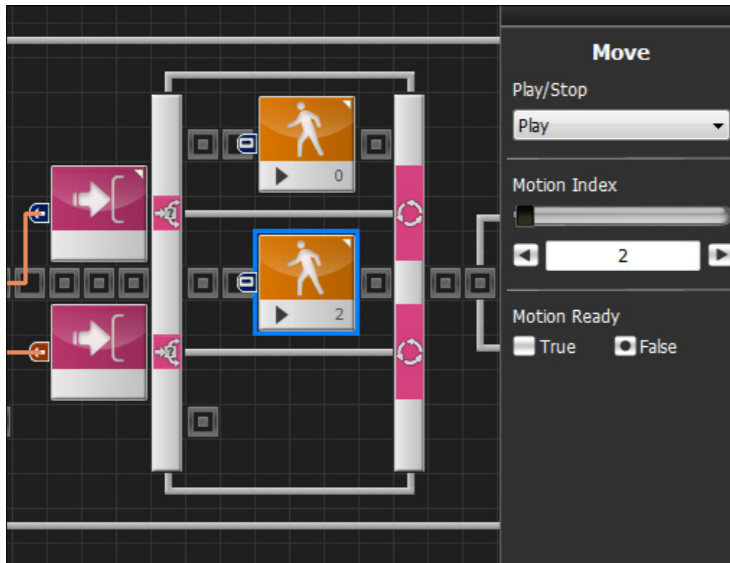 Move
Play/Stop
Play
0
Motion Index
2
2
Motion Ready
True
False